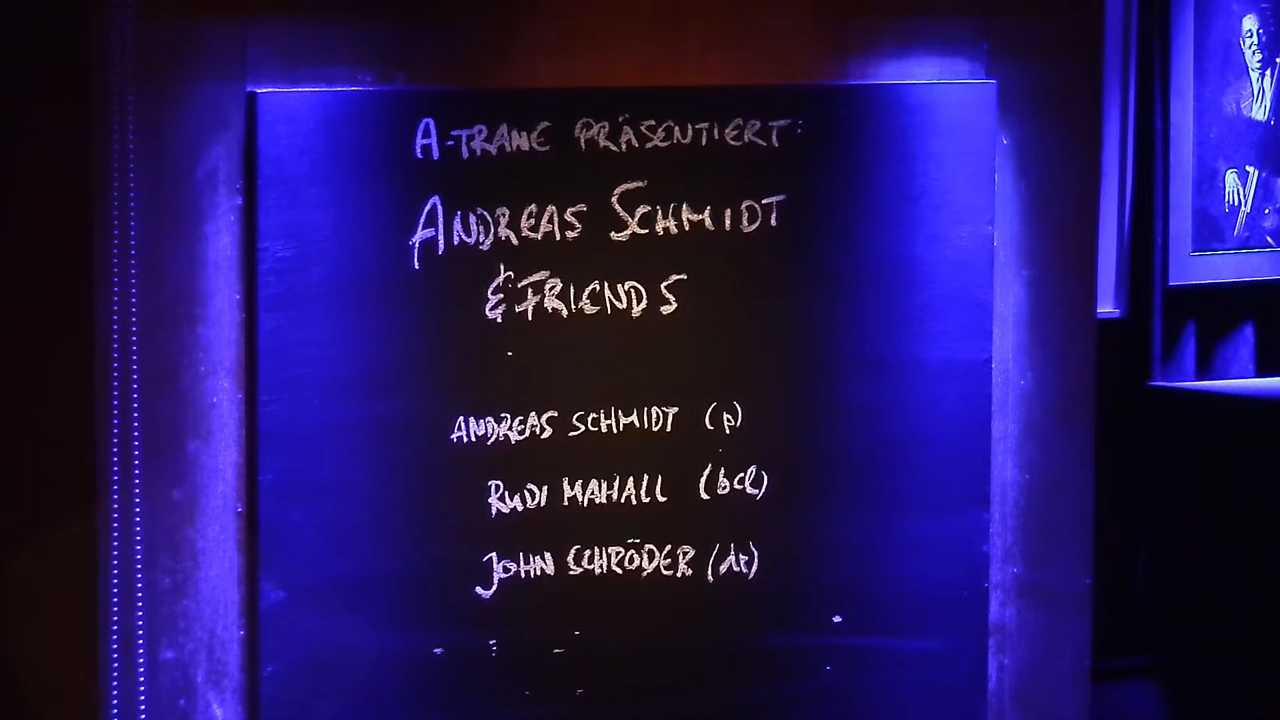 A-TRANE PRÄSENTIERT:
ANDREAS SCHMIDT
& FRIENDS
ANDREAS SCHMIDT (p)
RUDI MAHALL (bcl)
JOHN SCHRÖDER (dr)